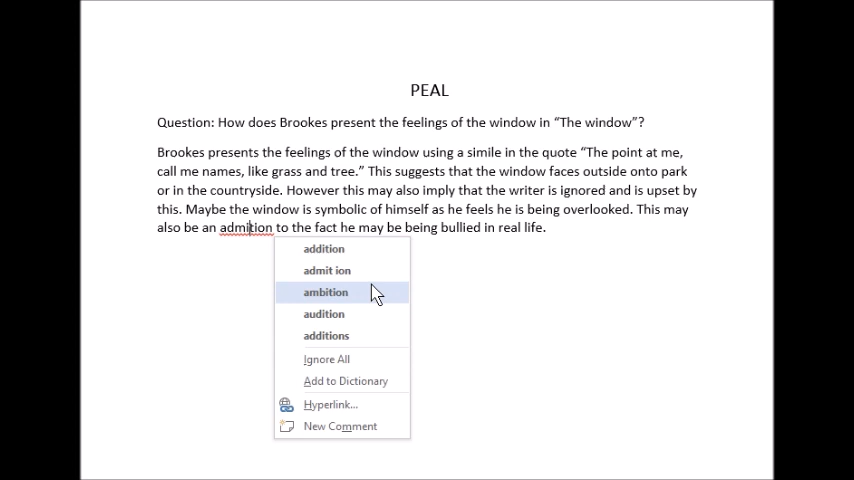 PEAL
Question: How does Brookes present the feelings of the window in “The window”?
Brookes presents the feelings of the window using a simile in the quote “The point at me,
call me names, like grass and tree.” This suggests that the window faces outside onto park
or in the countryside. However this may also imply that the writer is ignored and is upset by
this. Maybe the window is symbolic of himself as he feels he is being overlooked. This may
also be an admition to the fact he may be being bullied in real life.
addition
admit ion
ambition
audition
additions
Ignore All
Add to Dictionary
Hyperlink...
New Comment